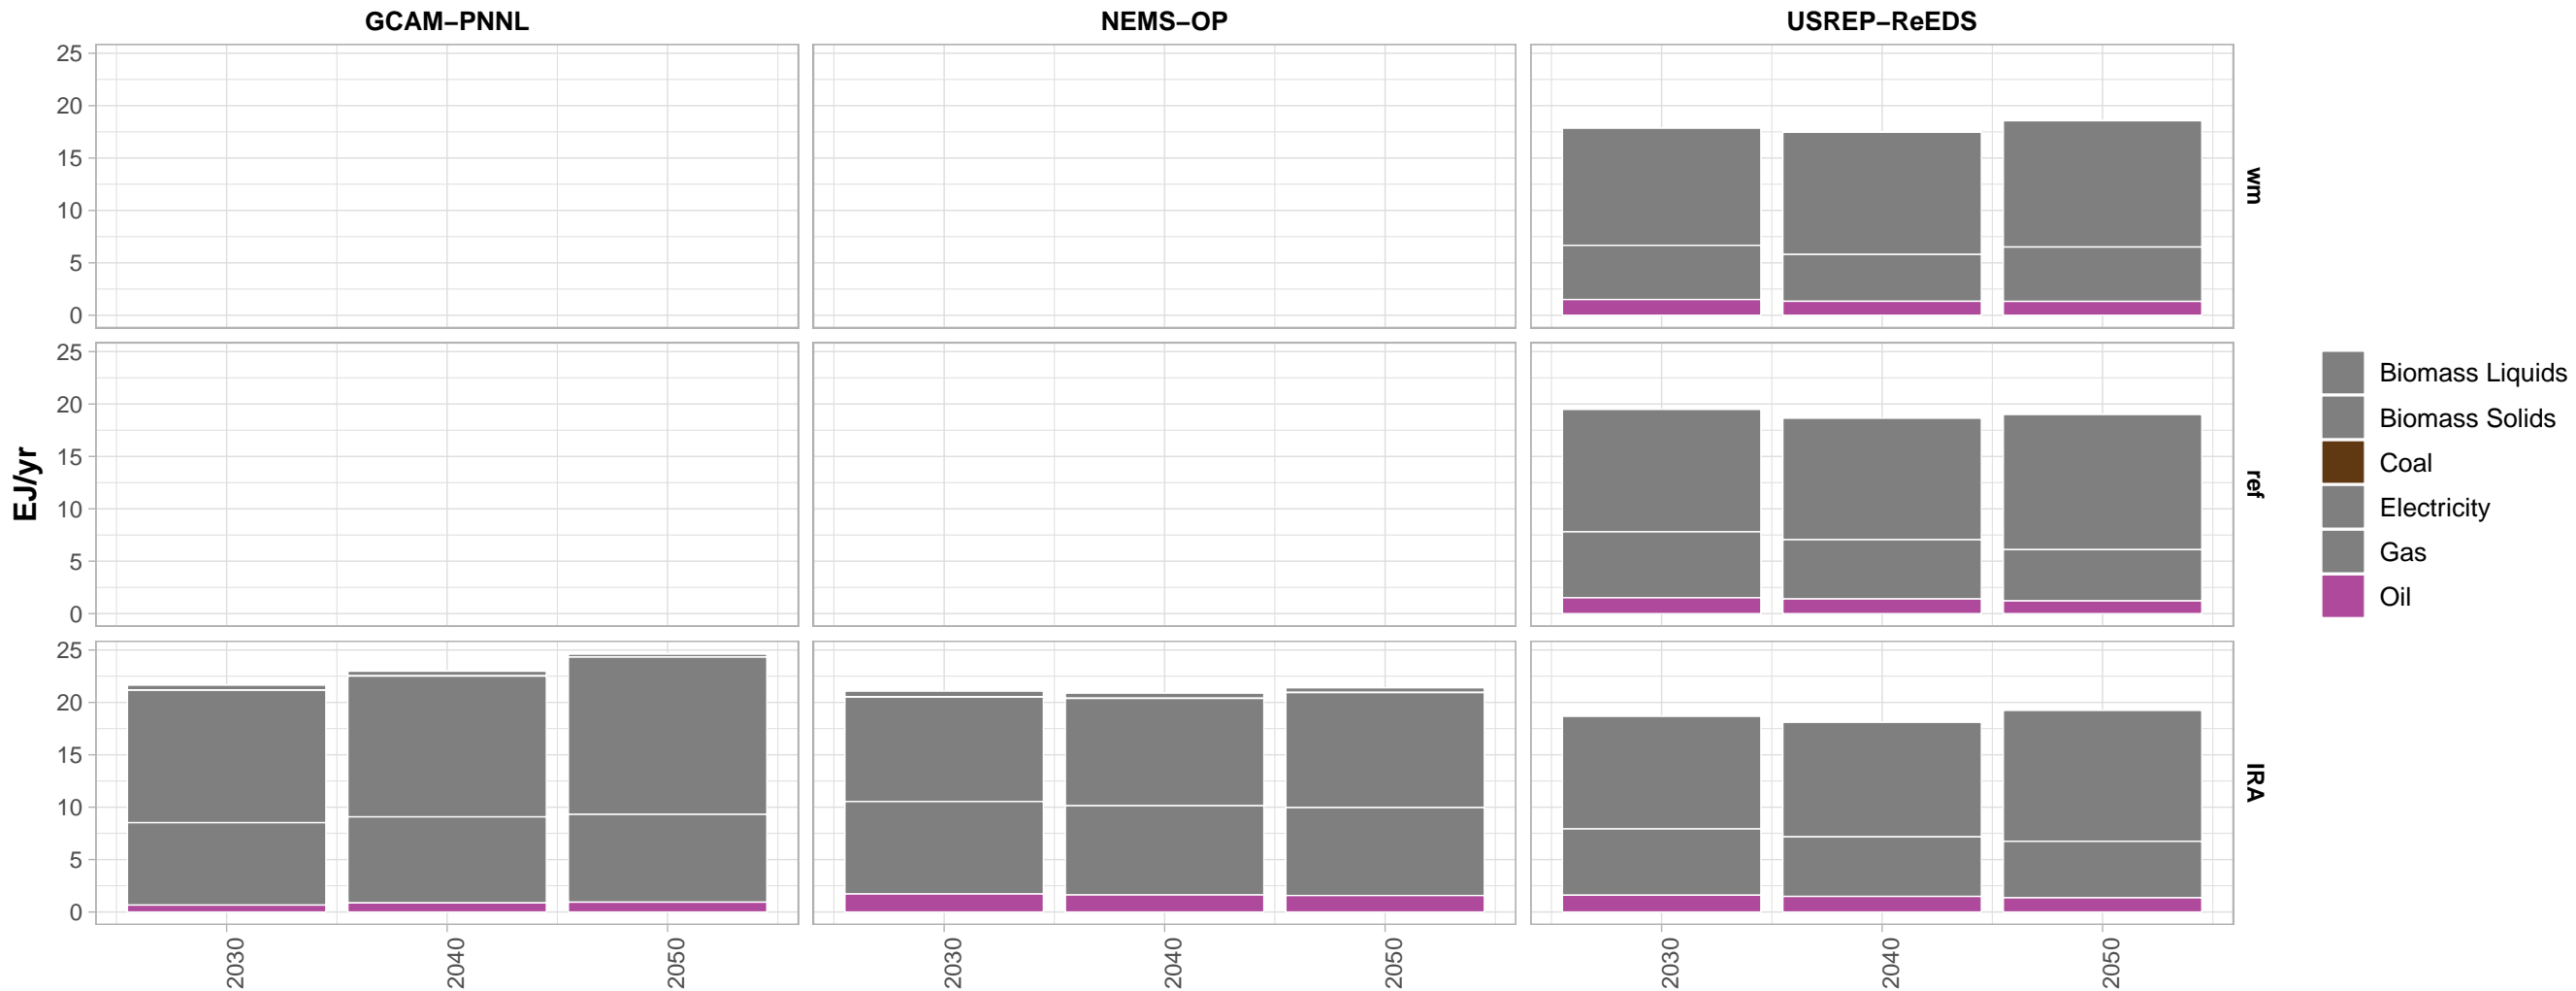 GCAM−PNNL NEMS−OP USREP−ReEDS
25
20
15
10
5
0
wm
25
20
15
10
5
0
ref
25
20
15
10
5
0
IRA
EJ/yr
2030 2040 2050 2030 2040 2050 2030 2040 2050
Biomass Liquids
Biomass Solids
Coal
Electricity
Gas
Oil